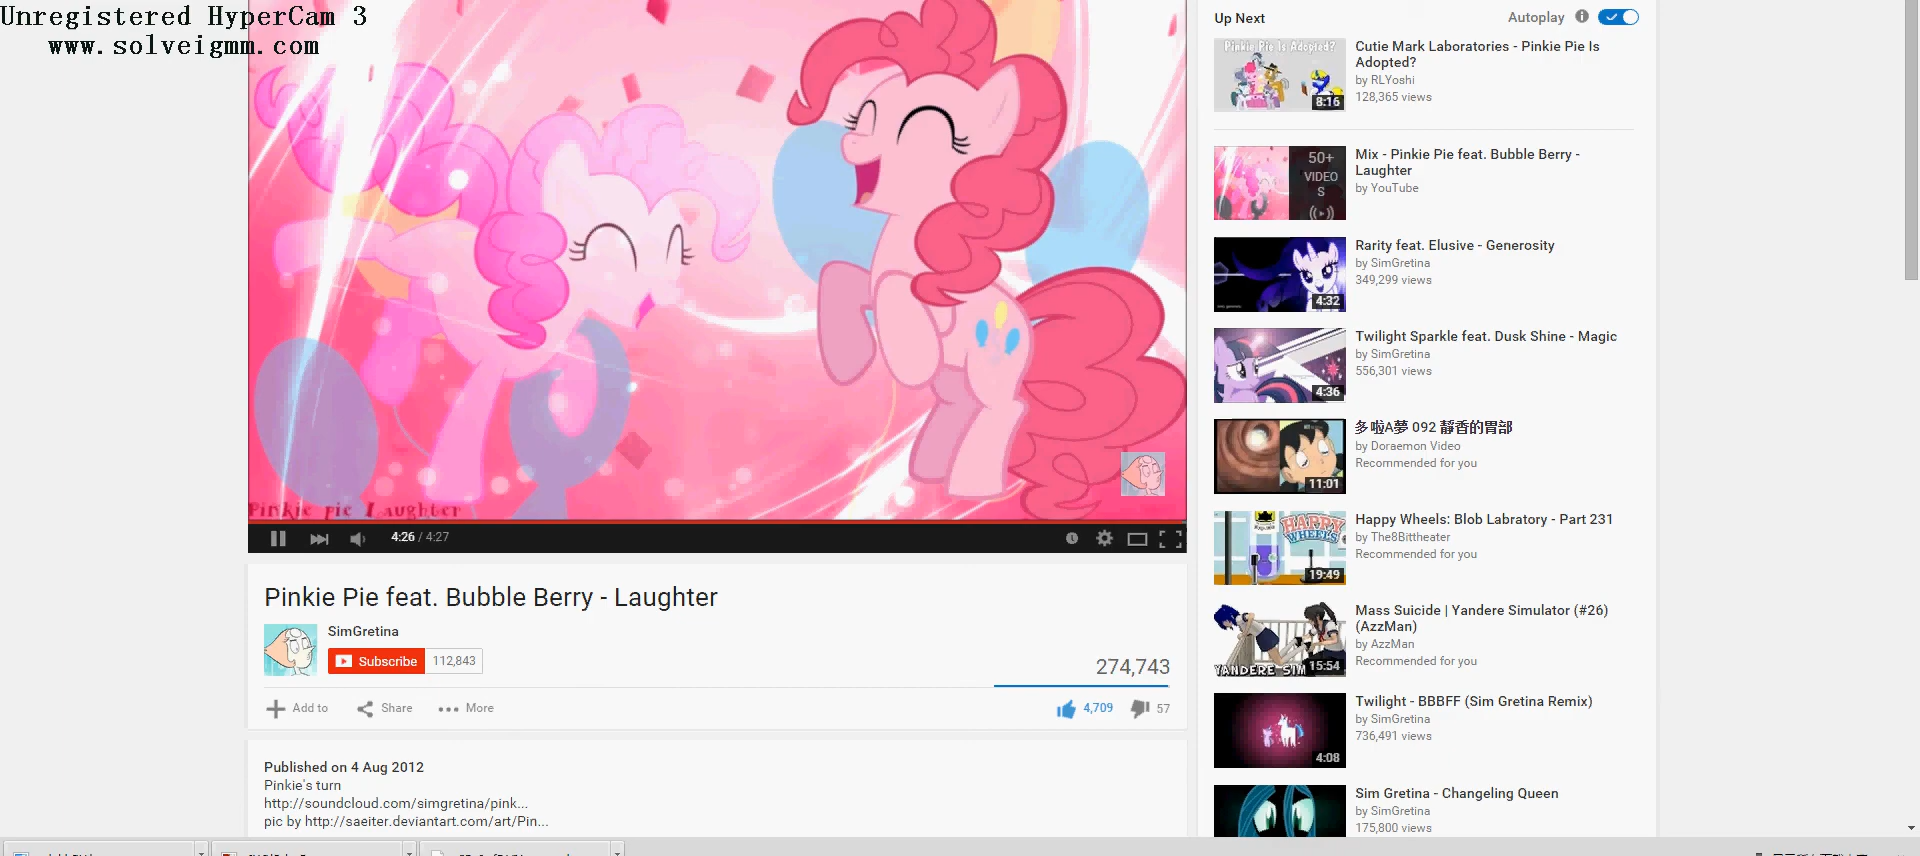 Unregistered HyperCam 3
www.solveigmm.com
Pinkie pie Laughter
4:26 / 4:27
Pinkie Pie feat. Bubble Berry - Laughter
SimGretina
Subscribe 112,843
274,743
Add to Share More
4,709 57
Published on 4 Aug 2012
Pinkie's turn
http://soundcloud.com/simgretina/pink...
pic by http://saeiter.deviantart.com/art/Pin...
Up Next Autoplay
Pinkie Pie Is Adopted?
8:16
Cutie Mark Laboratories - Pinkie Pie Is
Adopted?
by RLYoshi
128,365 views
50+
VIDEO
S
Mix - Pinkie Pie feat. Bubble Berry -
Laughter
by YouTube
4:32
Rarity feat. Elusive - Generosity
by SimGretina
349,299 views
4:36
Twilight Sparkle feat. Dusk Shine - Magic
by SimGretina
556,301 views
11:01
多啦A夢 092 靜香的胃部
by Doraemon Video
Recommended for you
HAPPY
WHEELS
19:49
Happy Wheels: Blob Labratory - Part 231
by The8Bittheater
Recommended for you
YANDERE SIM
15:54
Mass Suicide | Yandere Simulator (#26)
(AzzMan)
by AzzMan
Recommended for you
4:08
Twilight - BBBFF (Sim Gretina Remix)
by SimGretina
736,491 views
Sim Gretina - Changeling Queen
by SimGretina
175,800 views